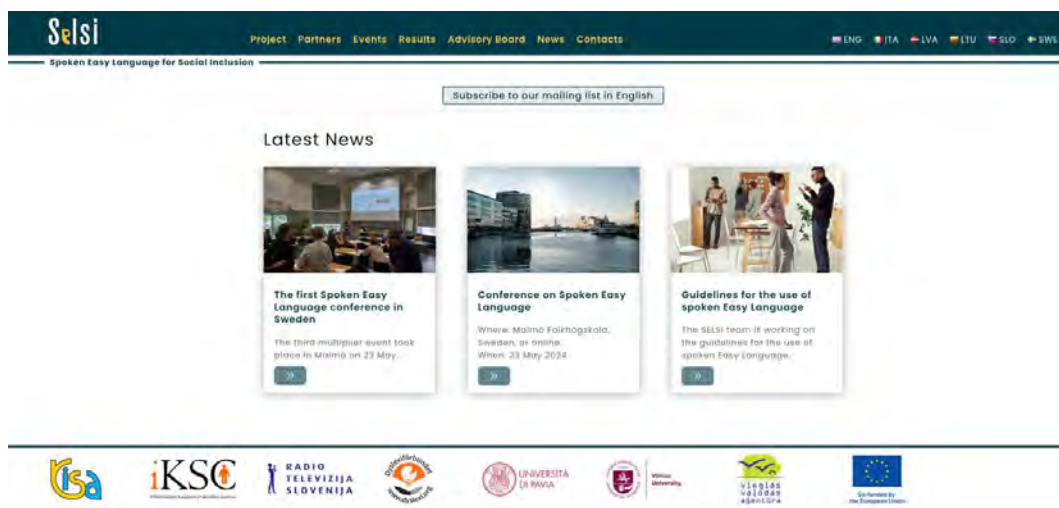 Selsi
Project Partners Events Results Advisory Board News Contacts
ENG ITA LVA LTU SLO SWE
Spoken Easy Language for Social Inclusion
Subscribe to our mailing list in English
Latest News
The first Spoken Easy
Language conference in
Sweden
The third multiplier event took
place in Malmö on 23 May.
Conference on Spoken Easy
Language
Where: Malmö Folkhögskola,
Sweden, or online.
When: 23 May 2024
Guidelines for the use of
spoken Easy Language
The SELSI team is working on
the guidelines for the use of
spoken Easy Language.
risa
iKSC
RADIO
TELEVIZIJA
SLOVENIJA
UNIVERSITÀ
DI PAVIA
Vilnius
University
vieglās
valodas
aģentūra
Co-funded by
the European Union